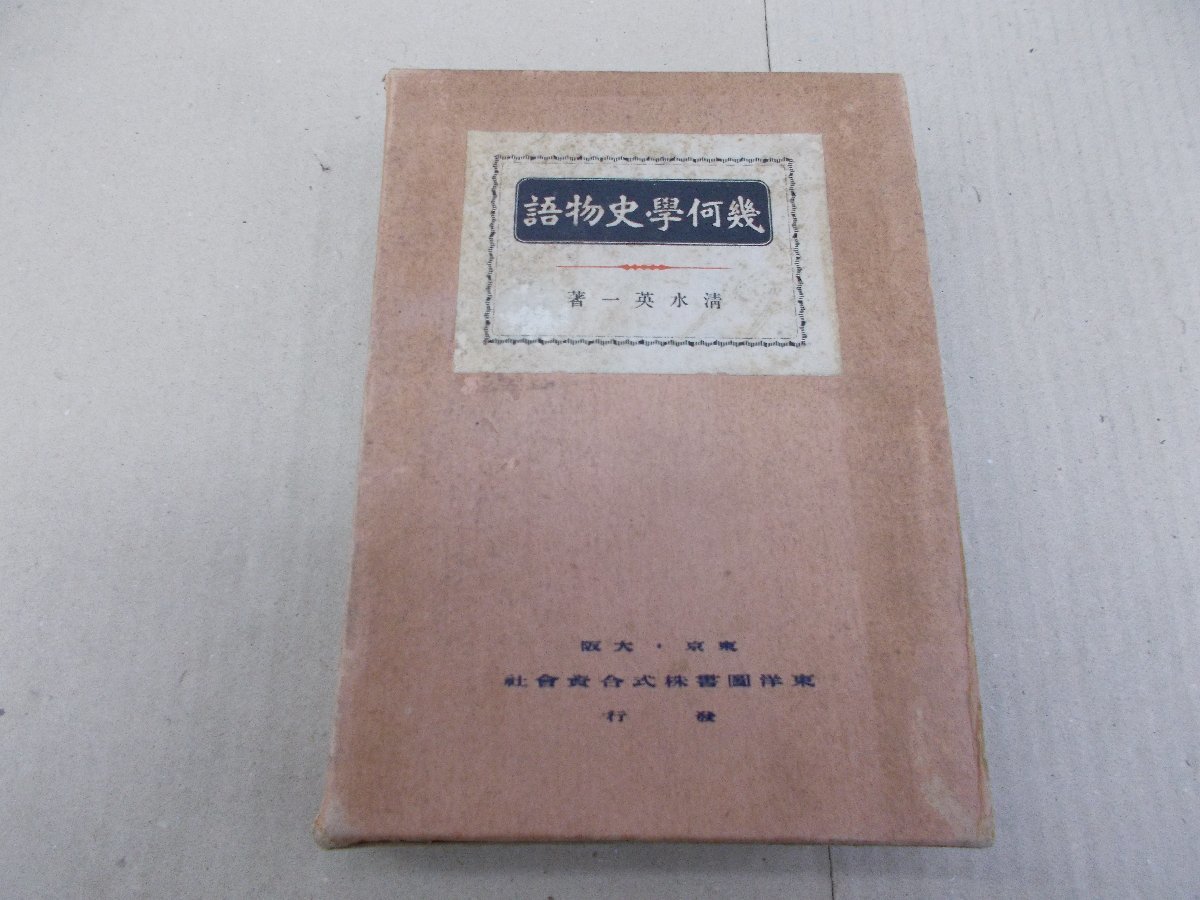 幾何學・史物語
清水英一著
東京・大阪
東洋圖書株式合資會社
發行